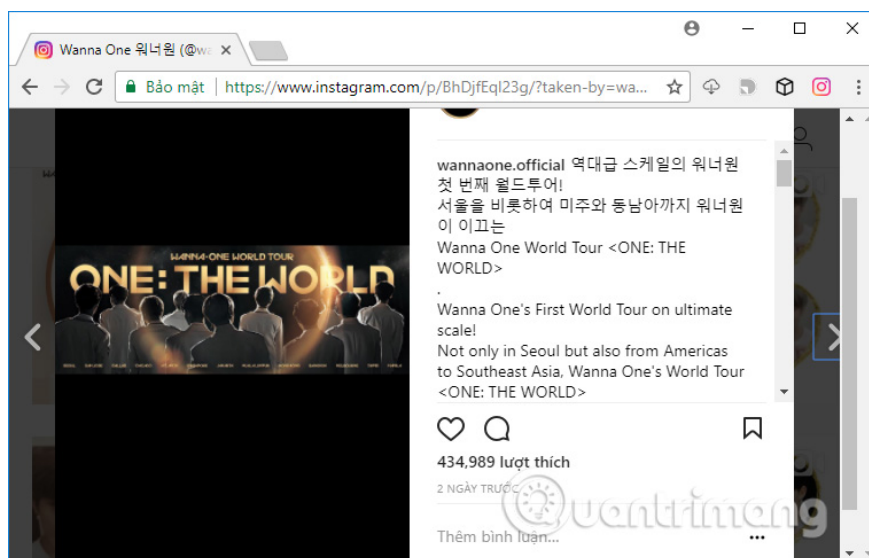 Wanna One 워너원 (@wa
Bảo mật
https://www.instagram.com/p/BhDjfEql23g/?taken-by=wa...
wannaone.official 역대급 스케일의 워너원
첫 번째 월드투어!
서울을 비롯하여 미주와 동남아까지 워너원
이 이끄는
Wanna One World Tour <ONE: THE
WORLD>
.
Wanna One's First World Tour on ultimate
scale!
Not only in Seoul but also from Americas
to Southeast Asia, Wanna One's World Tour
<ONE: THE WORLD>
WANNA-ONE WORLD TOUR
ONE: THE WORLD
434,989 lượt thích
2 NGÀY TRƯỚC
Thêm bình luận...
Quantrimang